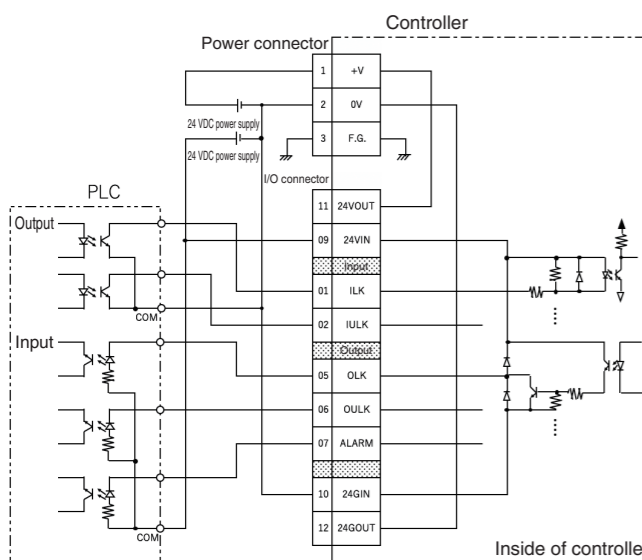 Controller
Power connector
1 +V
2 0V
24 VDC power supply
3 F.G.
24 VDC power supply
I/O connector
PLC
11 24VOUT
Output
09 24VIN
Input
01 ILK
COM
02 IULK
Input
Output
05 OLK
06 OULK
07 ALARM
10 24GIN
COM
12 24GOUT
Inside of controlle